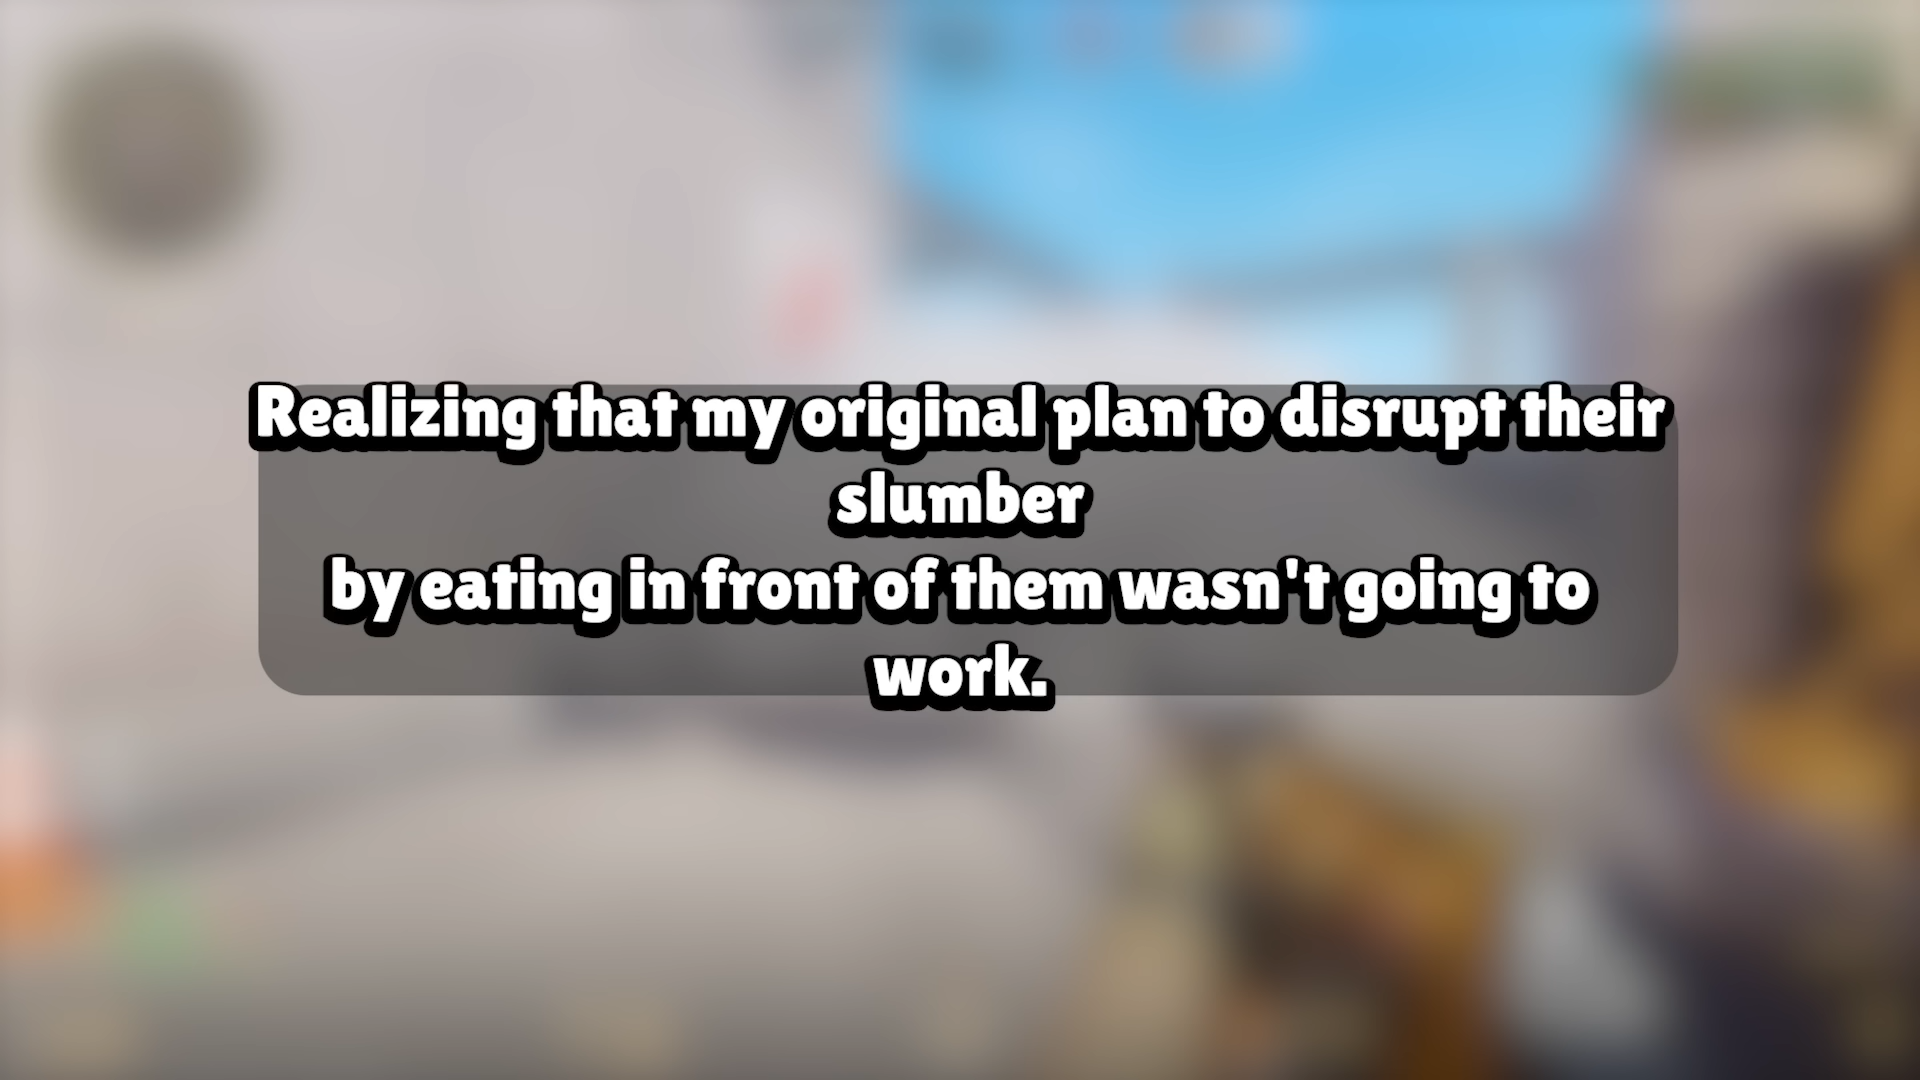 Realizing that my original plan to disrupt their
slumber
by eating in front of them wasn't going to
work.